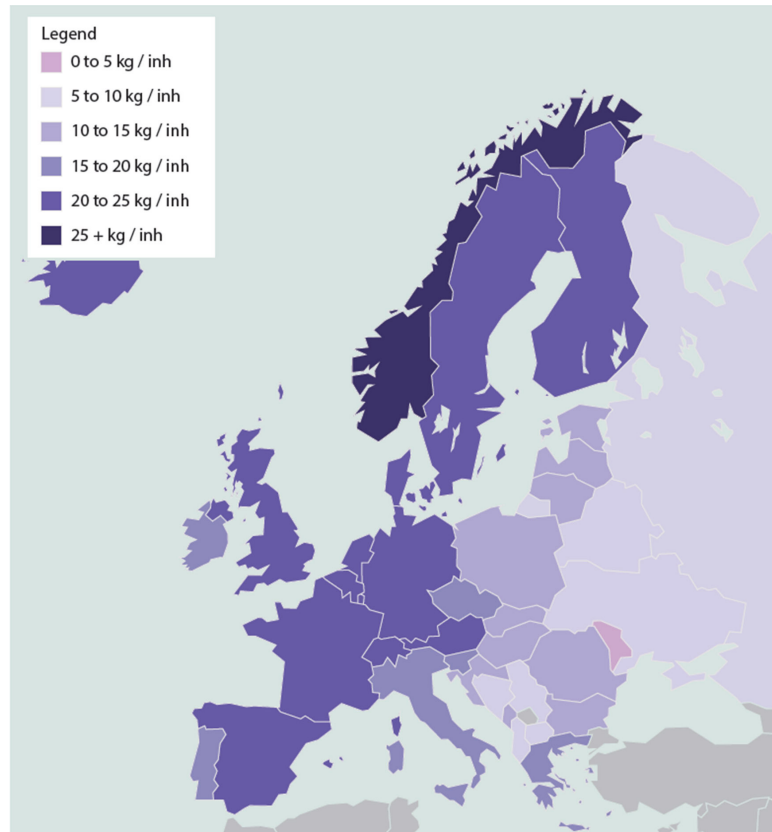 Legend
0 to 5 kg / inh
5 to 10 kg / inh
10 to 15 kg / inh
15 to 20 kg / inh
20 to 25 kg / inh
25 + kg / inh